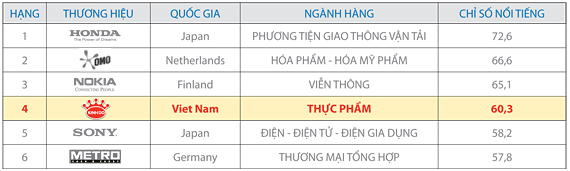 HẠNG THƯƠNG HIỆU QUỐC GIA NGÀNH HÀNG CHỈ SỐ NỔI TIẾNG
1 HONDA The Power of Dreams Japan PHƯƠNG TIỆN GIAO THÔNG VẬN TẢI 72,6
2 OMO Netherlands HÓA PHẨM - HÓA MỸ PHẨM 66,6
3 NOKIA CONNECTING PEOPLE Finland VIỄN THÔNG 65,1
4 KINH ĐÔ Viet Nam THỰC PHẨM 60,3
5 SONY Japan ĐIỆN - ĐIỆN TỬ - ĐIỆN GIA DỤNG 58,2
6 METRO Germany THƯƠNG MẠI TỔNG HỢP 57,8